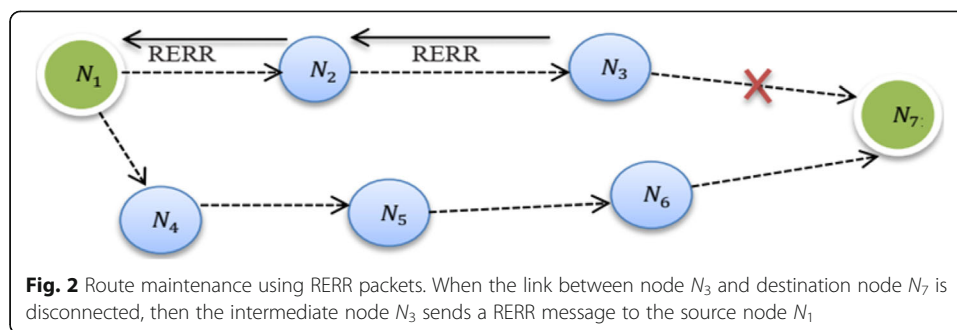 RERR
RERR
N1
N2
N3
N7:
N4
N5
N6
Fig. 2 Route maintenance using RERR packets. When the link between node N3 and destination node N7 is
disconnected, then the intermediate node N3 sends a RERR message to the source node N1